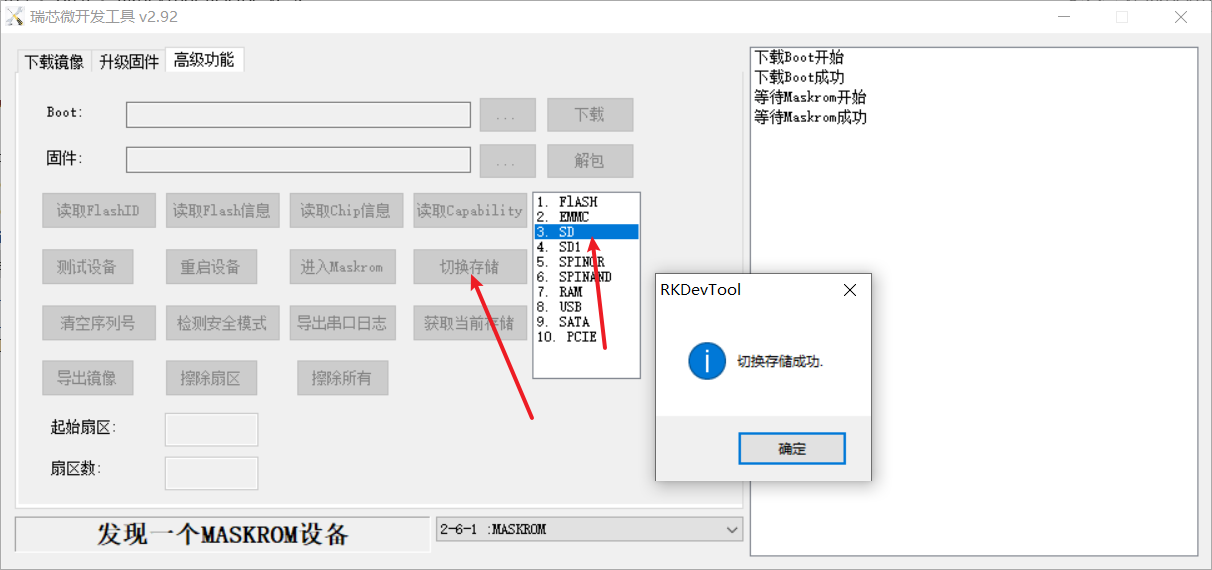 瑞芯微开发工具 v2.92
下载镜像 升级固件 高级功能
Boot: ... 下载
固件: ... 解包
读取FlashID 读取Flash信息 读取Chip信息 读取Capability
测试设备 重启设备 进入Maskrom 切换存储
清空序列号 检测安全模式 导出串口日志 获取当前存储
导出镜像 擦除扇区 擦除所有
起始扇区:
扇区数:
1. FlASH
2. EMMC
3. SD
4. SD1
5. SPINOR
6. SPINAND
7. RAM
8. USB
9. SATA
10. PCIE
发现一个MASKROM设备 2-6-1 :MASKROM
下载Boot开始
下载Boot成功
等待Maskrom开始
等待Maskrom成功
RKDevTool
切换存储成功.
确定